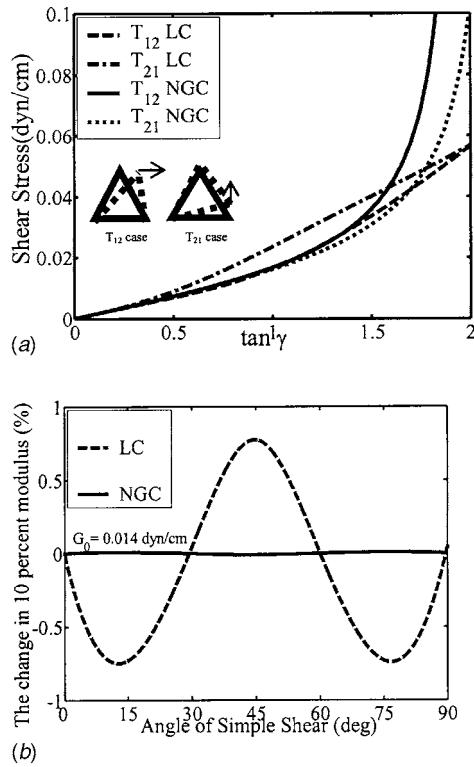 0.1
0.08
0.06
0.04
0.02
0
Shear Stress(dyn/cm)
T12 LC
T21 LC
T12 NGC
T21 NGC
T12 case
T21 case
0 0.5 1 1.5 2
tan¹γ
(a)
1
0.5
0
-0.5
-1
The change in 10 percent modulus (%)
LC
NGC
G0= 0.014 dyn/cm
0 15 30 45 60 75 90
Angle of Simple Shear (deg)
(b)